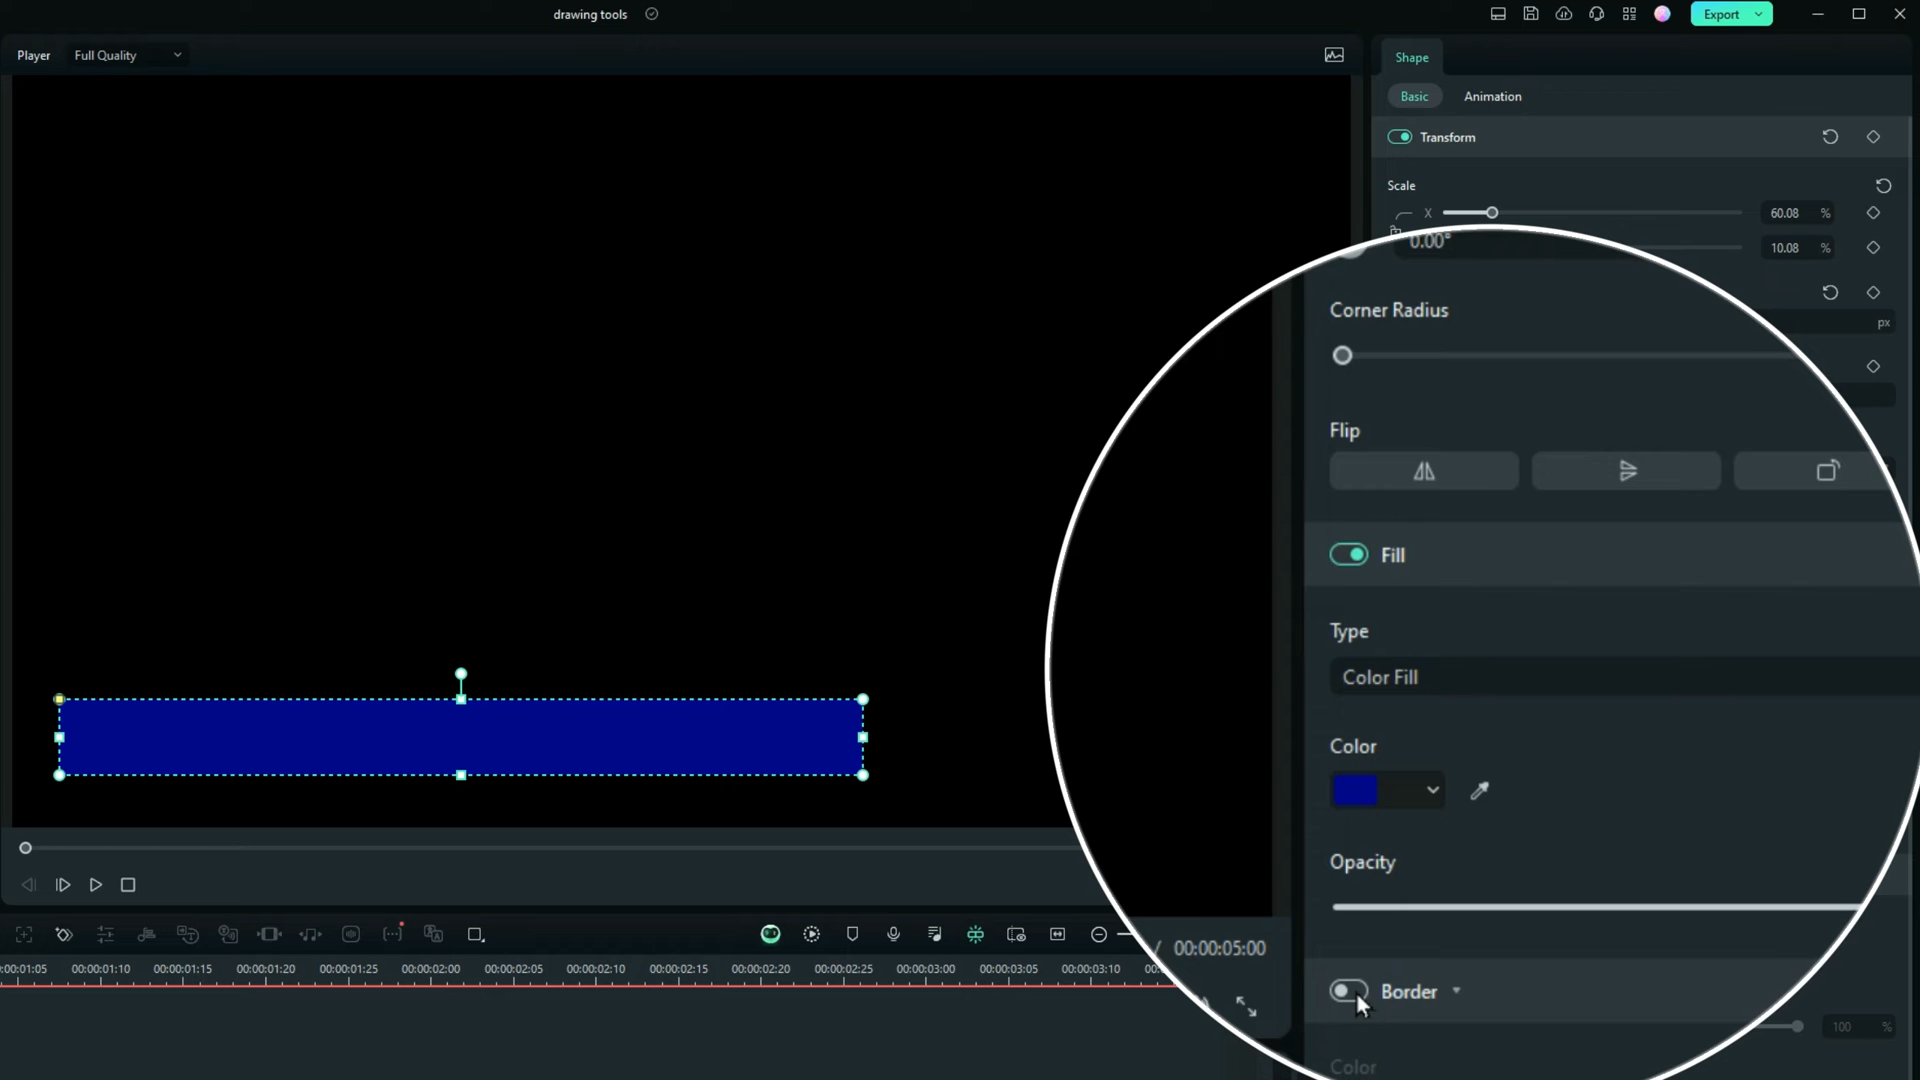 drawing tools
Export
Player
Full Quality
Shape
Basic
Animation
Transform
Scale
X
60.08 %
10.08 %
0.00°
px
Corner Radius
Flip
Fill
Type
Color Fill
Color
Opacity
/ 00:00:05:00
Border
100 %
Color
:00:01:05 00:00:01:10 00:00:01:15 00:00:01:20 00:00:01:25 00:00:02:00 00:00:02:05 00:00:02:10 00:00:02:15 00:00:02:20 00:00:02:25 00:00:03:00 00:00:03:05 00:00:03:10 00: